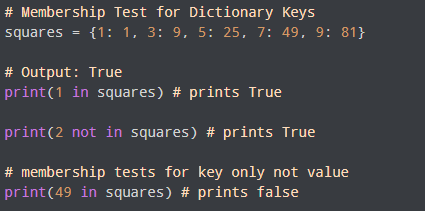 # Membership Test for Dictionary Keys
squares = {1: 1, 3: 9, 5: 25, 7: 49, 9: 81}
# Output: True
print(1 in squares) # prints True
print(2 not in squares) # prints True
# membership tests for key only not value
print(49 in squares) # prints false